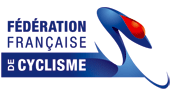 FÉDÉRATION
FRANÇAISE
DE CYCLISME